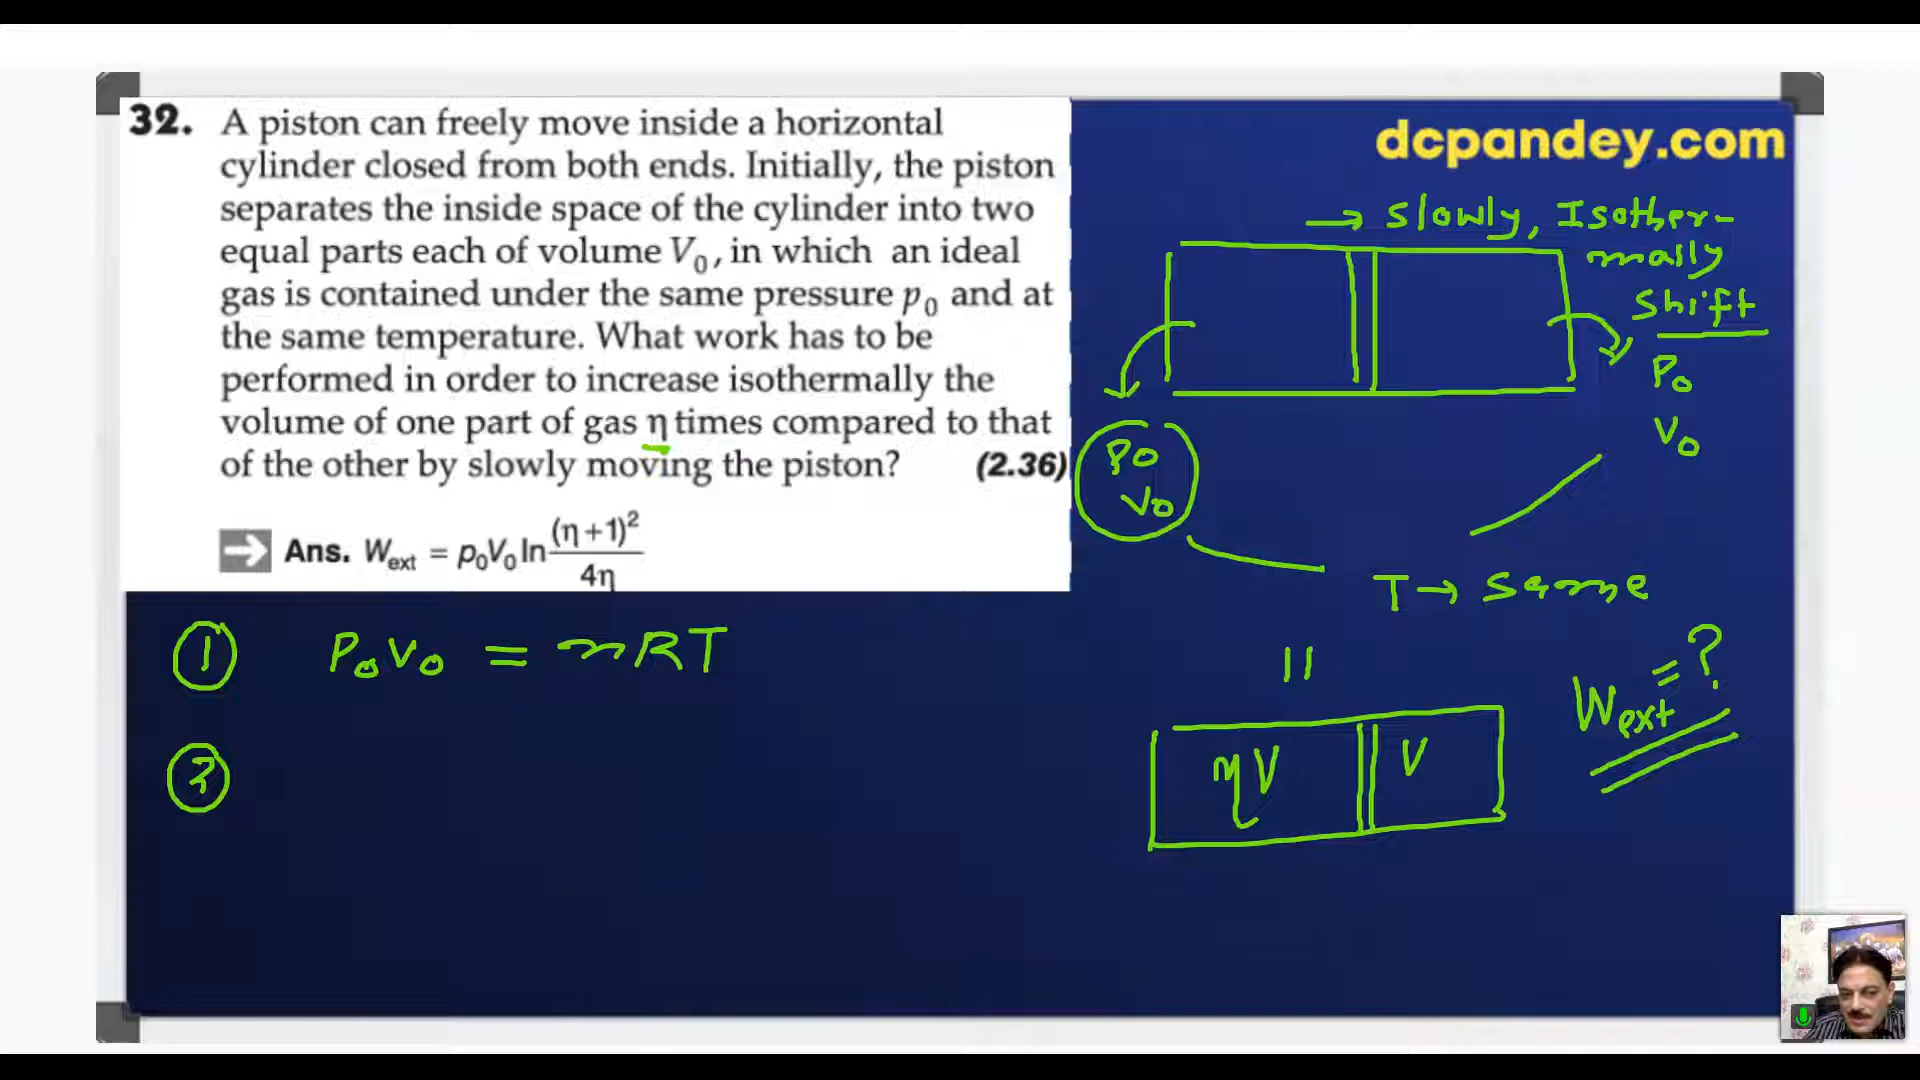 32. A piston can freely move inside a horizontal
cylinder closed from both ends. Initially, the piston
separates the inside space of the cylinder into two
equal parts each of volume V₀, in which an ideal
gas is contained under the same pressure p₀ and at
the same temperature. What work has to be
performed in order to increase isothermally the
volume of one part of gas η times compared to that
of the other by slowly moving the piston? (2.36)
Ans. W_ext = p₀V₀ ln (η+1)²/4η
dcpandey.com
→ Slowly, Isother-
mally
Shift
P₀
V₀
P₀
V₀
T → Same
① P₀V₀ = nRT
②
=
ηV V
W_ext = ?